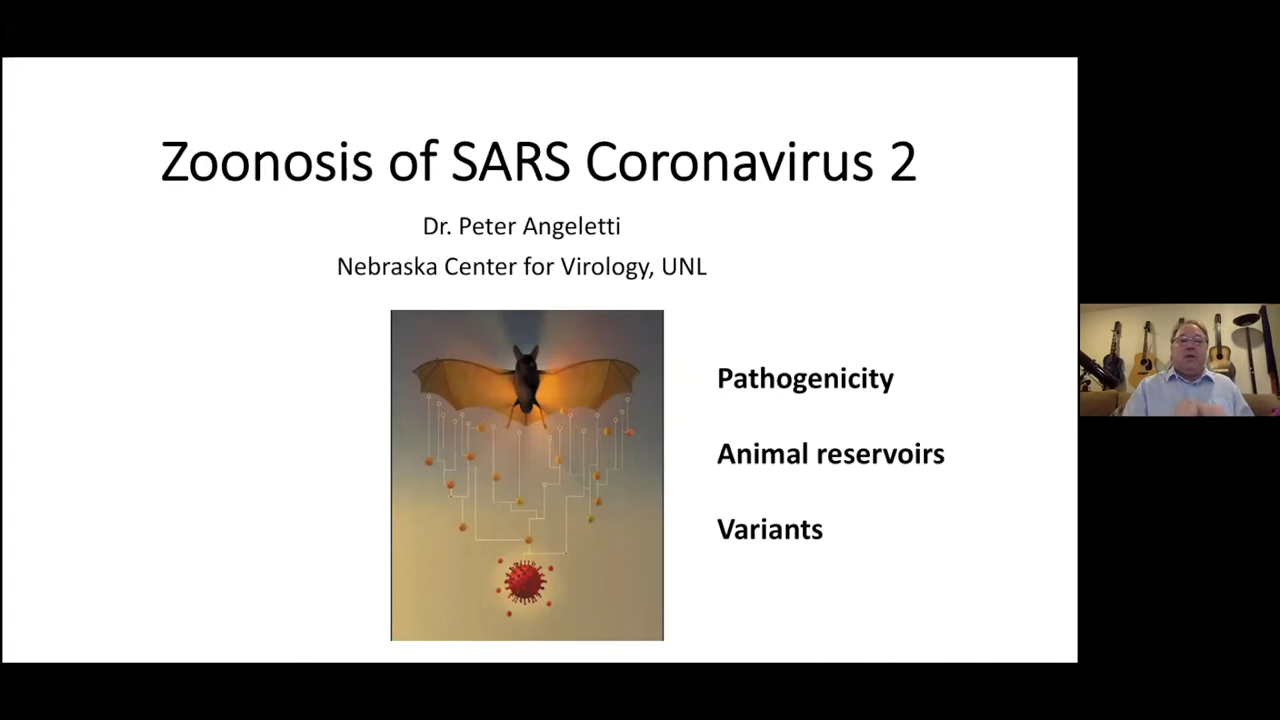 Zoonosis of SARS Coronavirus 2
Dr. Peter Angeletti
Nebraska Center for Virology, UNL
Pathogenicity
Animal reservoirs
Variants